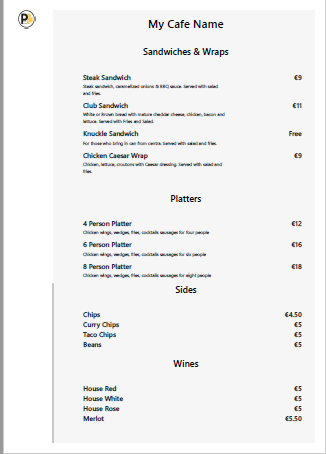 P
My Cafe Name
Sandwiches & Wraps
Steak Sandwich €9
Steak sandwich, caramelized onions & BBQ sauce. Served with salad
and fries.
Club Sandwich €11
White or Brown bread with mature cheddar cheese, chicken, bacon and
lettuce. Served with Fries and Salad.
Knuckle Sandwich Free
For those who bring in can from centra. Served with salad and fries.
Chicken Caesar Wrap €9
Chicken, lettuce, croutons with Caesar dressing. Served with salad and
fries.
Platters
4 Person Platter €12
Chicken wings, wedges, fries, cocktails sausages for four people
6 Person Platter €16
Chicken wings, wedges, fries, cocktails sausages for six people
8 Person Platter €18
Chicken wings, wedges, fries, cocktails sausages for eight people
Sides
Chips €4.50
Curry Chips €5
Taco Chips €5
Beans €5
Wines
House Red €5
House White €5
House Rose €5
Merlot €5.50